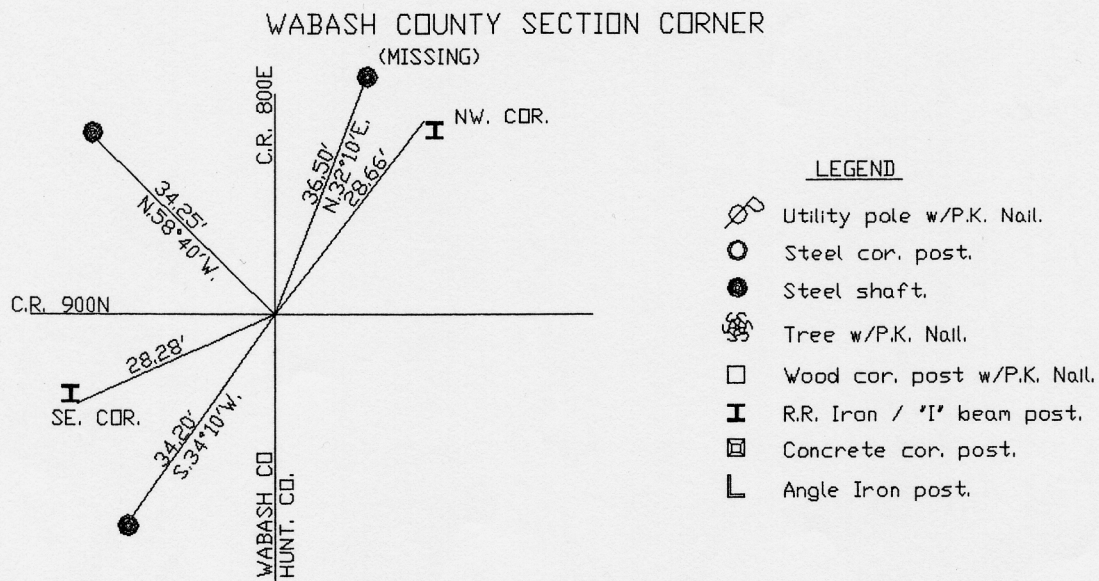 WABASH COUNTY SECTION CORNER
(MISSING)
C.R. 800E
NW. COR.
36.50'
N.32°10'E.
28.66'
34.25'
N.58°40'W.
C.R. 900N
28.28'
SE. COR.
34.20'
S.34°10'W.
WABASH CO
HUNT. CO.
LEGEND
Utility pole w/P.K. Nail.
Steel cor. post.
Steel shaft.
Tree w/P.K. Nail.
Wood cor. post w/P.K. Nail.
R.R. Iron / "I" beam post.
Concrete cor. post.
Angle Iron post.